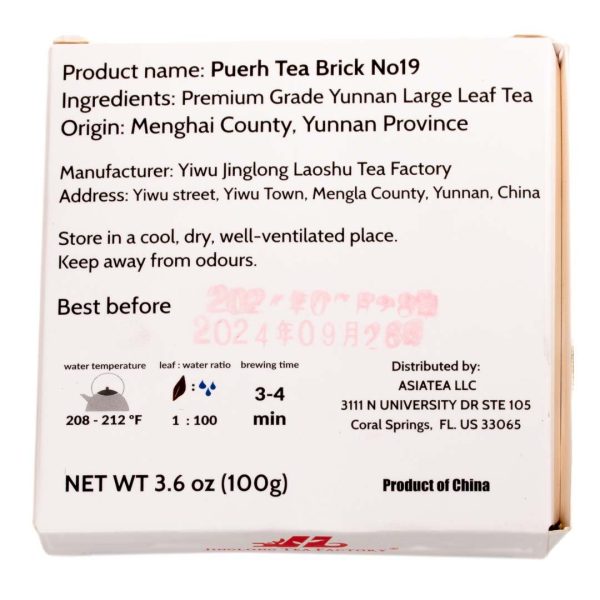 Product name: Puerh Tea Brick No19
Ingredients: Premium Grade Yunnan Large Leaf Tea
Origin: Menghai County, Yunnan Province
Manufacturer: Yiwu Jinglong Laoshu Tea Factory
Address: Yiwu street, Yiwu Town, Mengla County, Yunnan, China
Store in a cool, dry, well-ventilated place.
Keep away from odours.
Best before
2024年09月26日
water temperature
208 - 212 °F
leaf : water ratio
:
1 : 100
brewing time
3-4
min
Distributed by:
ASIATEA LLC
3111 N UNIVERSITY DR STE 105
Coral Springs, FL. US 33065
NET WT 3.6 oz (100g)
Product of China
JINGLONG TEA FACTORY®